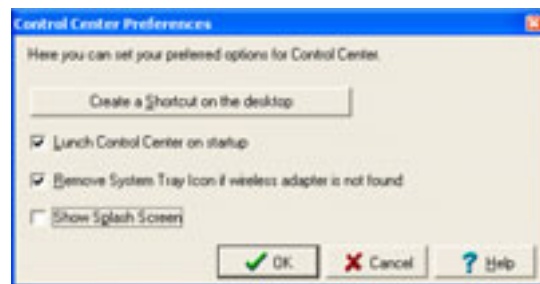 Control Center Preferences
Here you can set your preferred options for Control Center.
Create a Shortcut on the desktop
Lunch Control Center on startup
Remove System Tray Icon if wireless adapter is not found
Show Splash Screen
OK Cancel Help